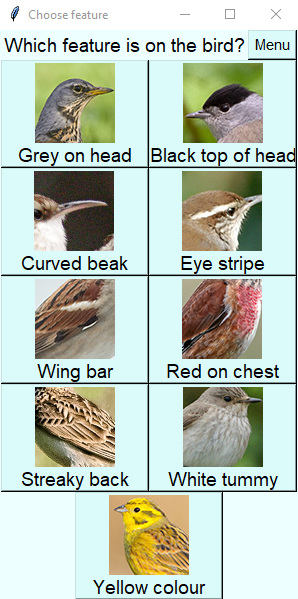 Choose feature
Which feature is on the bird?
Menu
Grey on head
Black top of head
Curved beak
Eye stripe
Wing bar
Red on chest
Streaky back
White tummy
Yellow colour